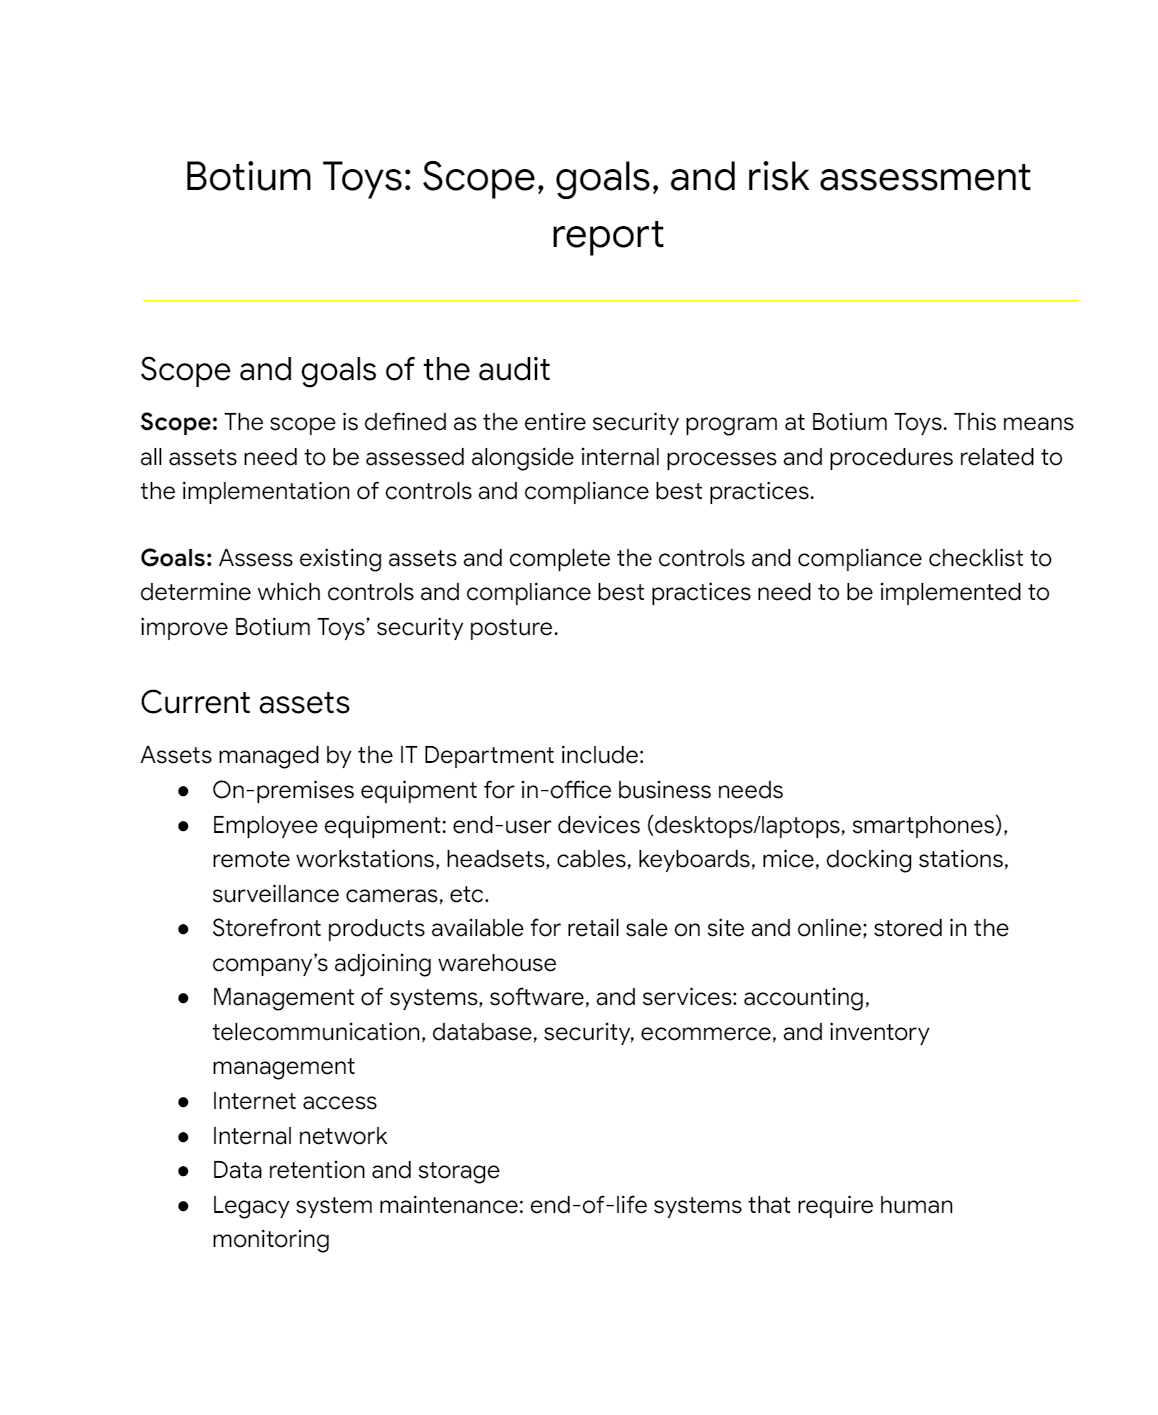 Botium Toys: Scope, goals, and risk assessment
report
Scope and goals of the audit
Scope: The scope is defined as the entire security program at Botium Toys. This means
all assets need to be assessed alongside internal processes and procedures related to
the implementation of controls and compliance best practices.
Goals: Assess existing assets and complete the controls and compliance checklist to
determine which controls and compliance best practices need to be implemented to
improve Botium Toys’ security posture.
Current assets
Assets managed by the IT Department include:
● On-premises equipment for in-office business needs
● Employee equipment: end-user devices (desktops/laptops, smartphones),
remote workstations, headsets, cables, keyboards, mice, docking stations,
surveillance cameras, etc.
● Storefront products available for retail sale on site and online; stored in the
company’s adjoining warehouse
● Management of systems, software, and services: accounting,
telecommunication, database, security, ecommerce, and inventory
management
● Internet access
● Internal network
● Data retention and storage
● Legacy system maintenance: end-of-life systems that require human
monitoring